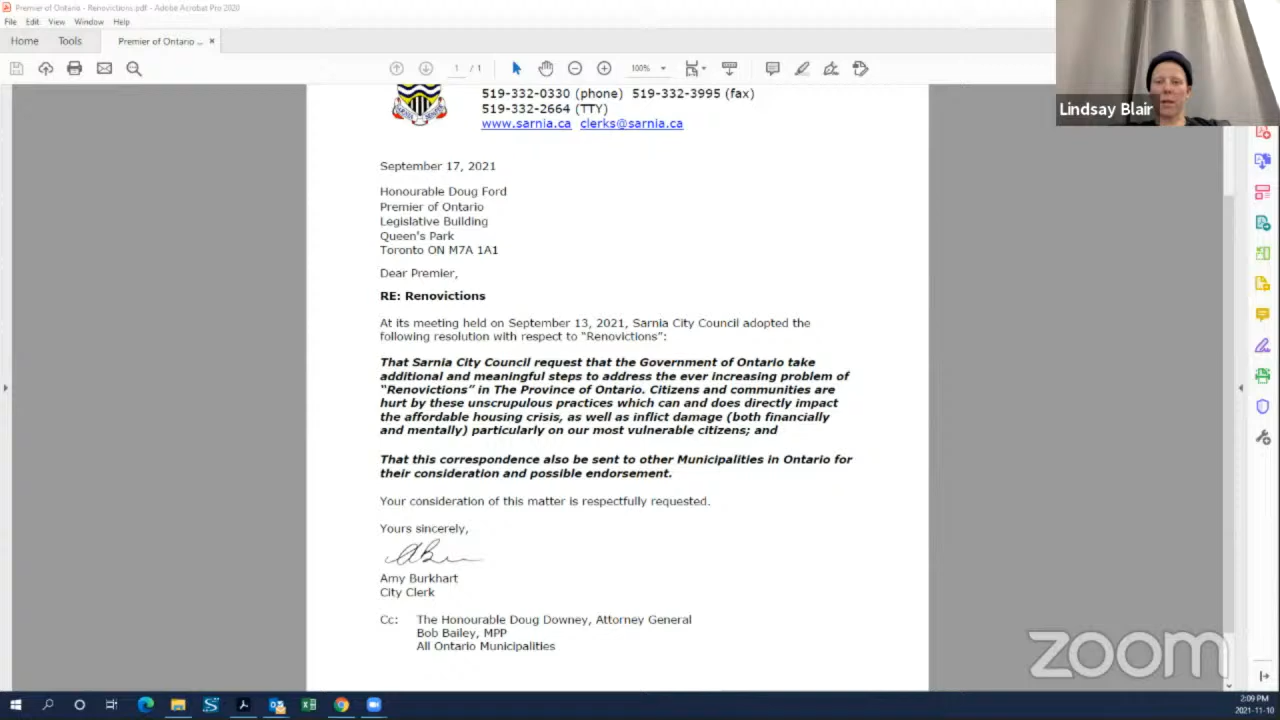 Premier of Ontario - Renovictions.pdf - Adobe Acrobat Pro 2020
File Edit View Window Help
Home Tools Premier of Ontario ... ×
1 / 1 100%
Lindsay Blair
519-332-0330 (phone) 519-332-3995 (fax)
519-332-2664 (TTY)
www.sarnia.ca clerks@sarnia.ca
September 17, 2021
Honourable Doug Ford
Premier of Ontario
Legislative Building
Queen's Park
Toronto ON M7A 1A1
Dear Premier,
RE: Renovictions
At its meeting held on September 13, 2021, Sarnia City Council adopted the
following resolution with respect to "Renovictions":
That Sarnia City Council request that the Government of Ontario take
additional and meaningful steps to address the ever increasing problem of
"Renovictions" in The Province of Ontario. Citizens and communities are
hurt by these unscrupulous practices which can and does directly impact
the affordable housing crisis, as well as inflict damage (both financially
and mentally) particularly on our most vulnerable citizens; and
That this correspondence also be sent to other Municipalities in Ontario for
their consideration and possible endorsement.
Your consideration of this matter is respectfully requested.
Yours sincerely,
Amy Burkhart
City Clerk
Cc: The Honourable Doug Downey, Attorney General
Bob Bailey, MPP
All Ontario Municipalities
zoom
2:09 PM
2021-11-10